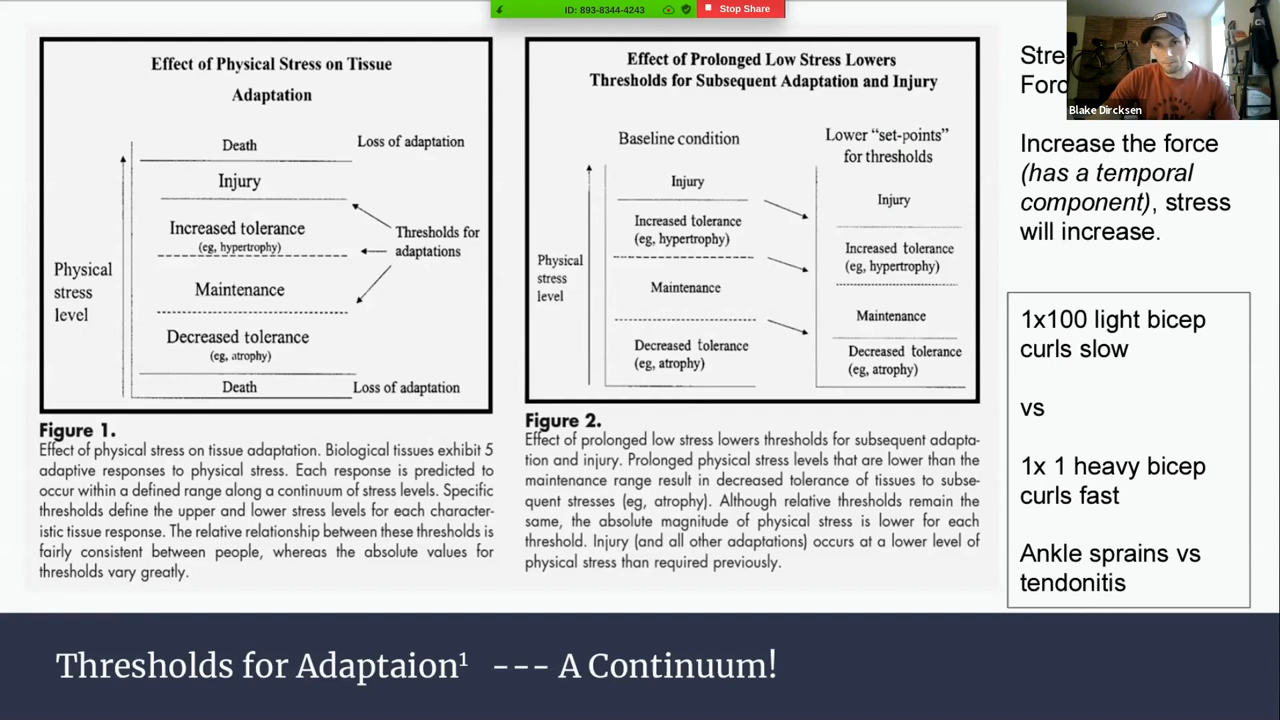 ID: 893-8344-4243
Stop Share
Effect of Physical Stress on Tissue
Adaptation
Death
Loss of adaptation
Injury
Increased tolerance
(eg, hypertrophy)
Thresholds for
adaptations
Physical
stress
level
Maintenance
Decreased tolerance
(eg, atrophy)
Death
Loss of adaptation
Figure 1.
Effect of physical stress on tissue adaptation. Biological tissues exhibit 5
adaptive responses to physical stress. Each response is predicted to
occur within a defined range along a continuum of stress levels. Specific
thresholds define the upper and lower stress levels for each character-
istic tissue response. The relative relationship between these thresholds is
fairly consistent between people, whereas the absolute values for
thresholds vary greatly.
Effect of Prolonged Low Stress Lowers
Thresholds for Subsequent Adaptation and Injury
Baseline condition
Lower “set-points”
for thresholds
Injury
Increased tolerance
(eg, hypertrophy)
Physical
stress
level
Maintenance
Decreased tolerance
(eg, atrophy)
Injury
Increased tolerance
(eg, hypertrophy)
Maintenance
Decreased tolerance
(eg, atrophy)
Figure 2.
Effect of prolonged low stress lowers thresholds for subsequent adapta-
tion and injury. Prolonged physical stress levels that are lower than the
maintenance range result in decreased tolerance of tissues to subse-
quent stresses (eg, atrophy). Although relative thresholds remain the
same, the absolute magnitude of physical stress is lower for each
threshold. Injury (and all other adaptations) occurs at a lower level of
physical stress than required previously.
Blake Dircksen
Increase the force
(has a temporal
component), stress
will increase.
1x100 light bicep
curls slow
vs
1x 1 heavy bicep
curls fast
Ankle sprains vs
tendonitis
Thresholds for Adaptaion¹ --- A Continuum!